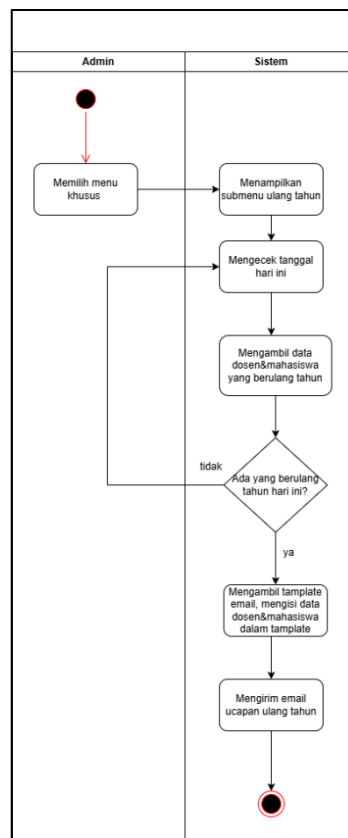 Admin
Sistem
Memilih menu
khusus
Menampilkan
submenu ulang tahun
Mengecek tanggal
hari ini
Mengambil data
dosen&mahasiswa
yang berulang tahun
tidak
Ada yang berulang
tahun hari ini?
ya
Mengambil tamplate
email, mengisi data
dosen&mahasiswa
dalam tamplate
Mengirim email
ucapan ulang tahun